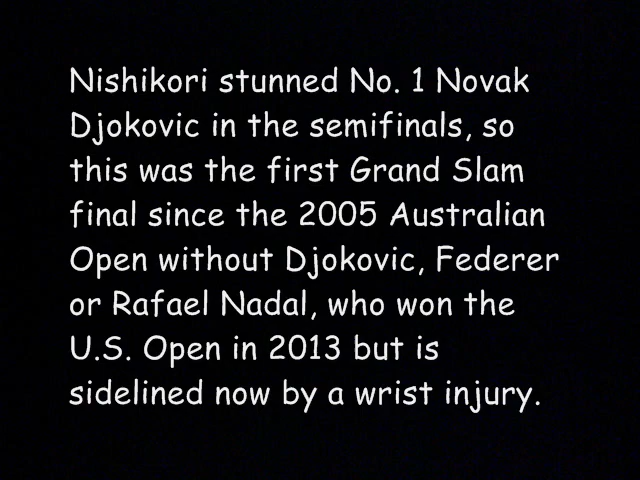 Nishikori stunned No. 1 Novak
Djokovic in the semifinals, so
this was the first Grand Slam
final since the 2005 Australian
Open without Djokovic, Federer
or Rafael Nadal, who won the
U.S. Open in 2013 but is
sidelined now by a wrist injury.